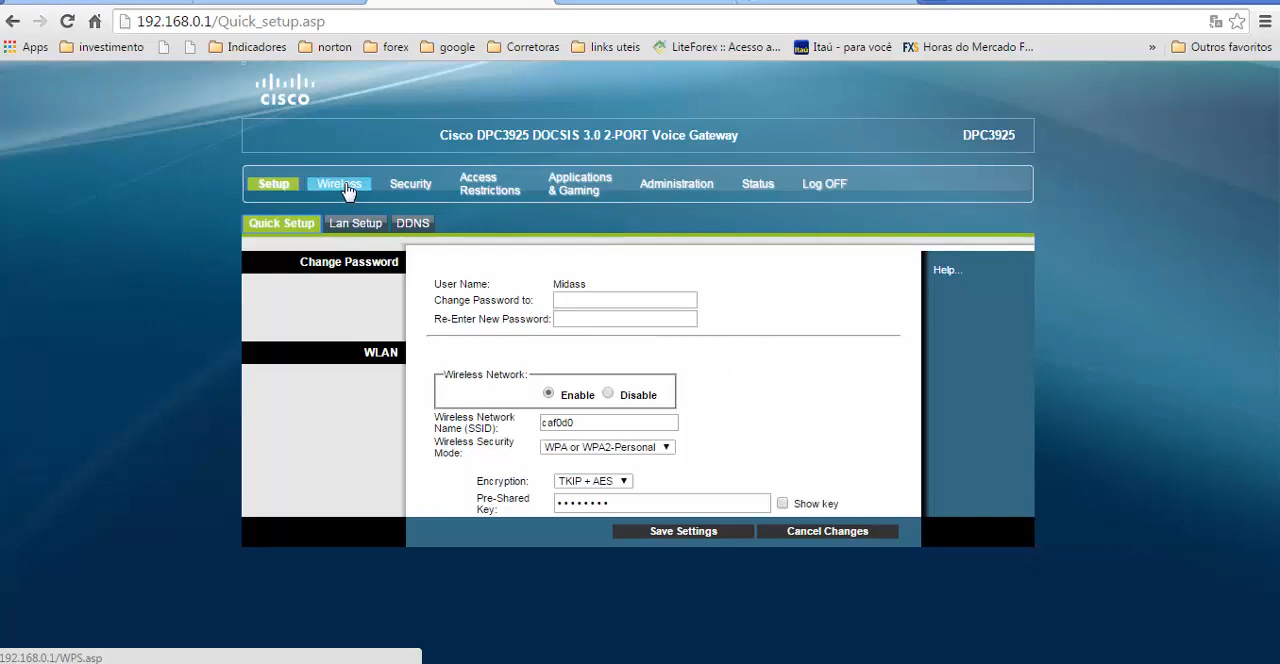 192.168.0.1/Quick_setup.asp
Apps investimento Indicadores norton forex google Corretoras links uteis LiteForex :: Acesso a... Itaú Itaú - para você FXS Horas do Mercado F... » Outros favoritos
CISCO
Cisco DPC3925 DOCSIS 3.0 2-PORT Voice Gateway DPC3925
Setup Wireless Security Access Restrictions Applications & Gaming Administration Status Log OFF
Quick Setup Lan Setup DDNS
Change Password
Help...
User Name: Midass
Change Password to:
Re-Enter New Password:
WLAN
Wireless Network:
Enable Disable
Wireless Network
Name (SSID): caf0d0
Wireless Security
Mode: WPA or WPA2-Personal
Encryption: TKIP + AES
Pre-Shared
Key: •••••••• Show key
Save Settings Cancel Changes
192.168.0.1/WPS.asp